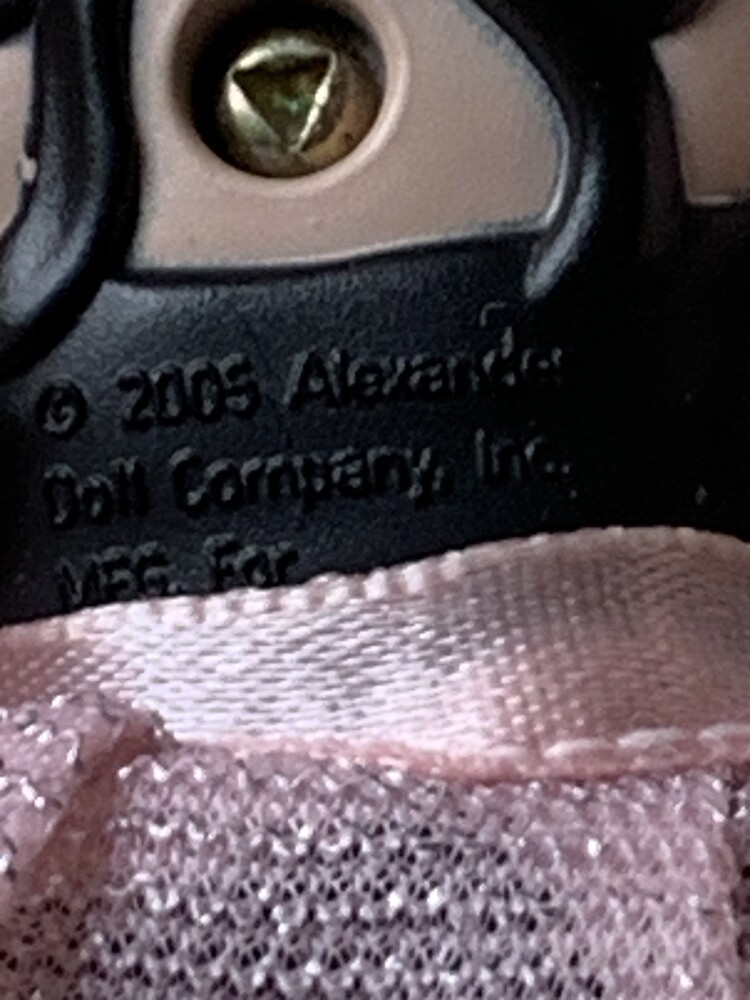 © 2005 Alexander
Doll Company, Inc.
MFG. For